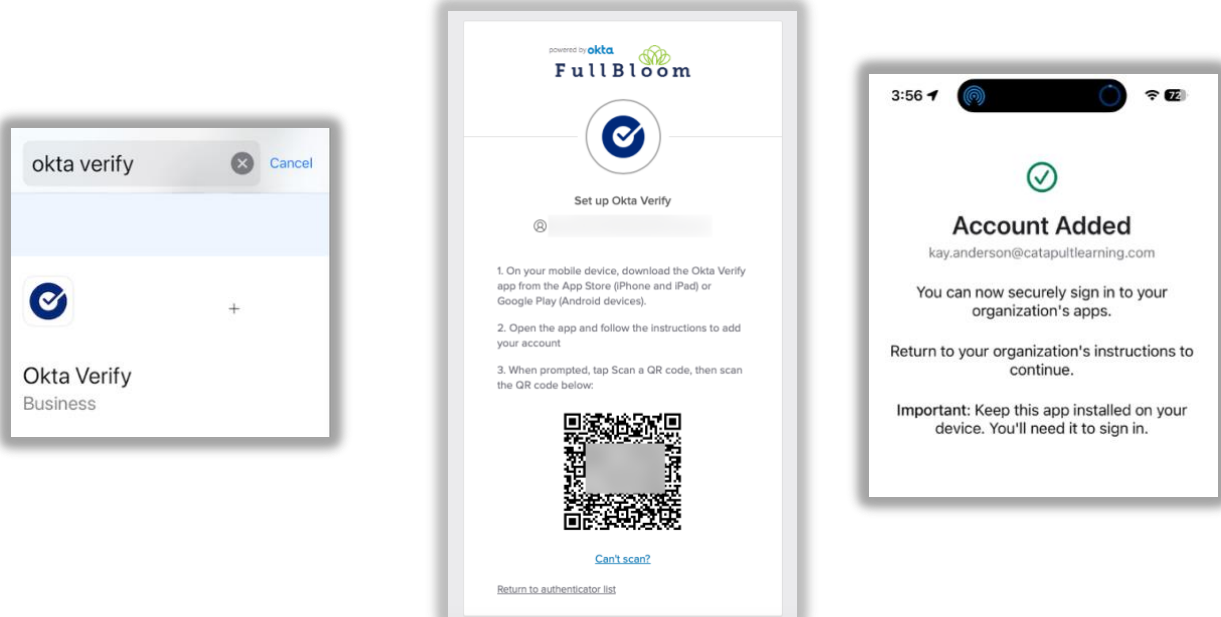 okta verify
Cancel
Okta Verify
Business
powered by okta
FullBloom
Set up Okta Verify
1. On your mobile device, download the Okta Verify
app from the App Store (iPhone and iPad) or
Google Play (Android devices).
2. Open the app and follow the instructions to add
your account
3. When prompted, tap Scan a QR code, then scan
the QR code below:
Can't scan?
Return to authenticator list
3:56
72
Account Added
kay.anderson@catapultlearning.com
You can now securely sign in to your
organization's apps.
Return to your organization's instructions to
continue.
Important: Keep this app installed on your
device. You'll need it to sign in.